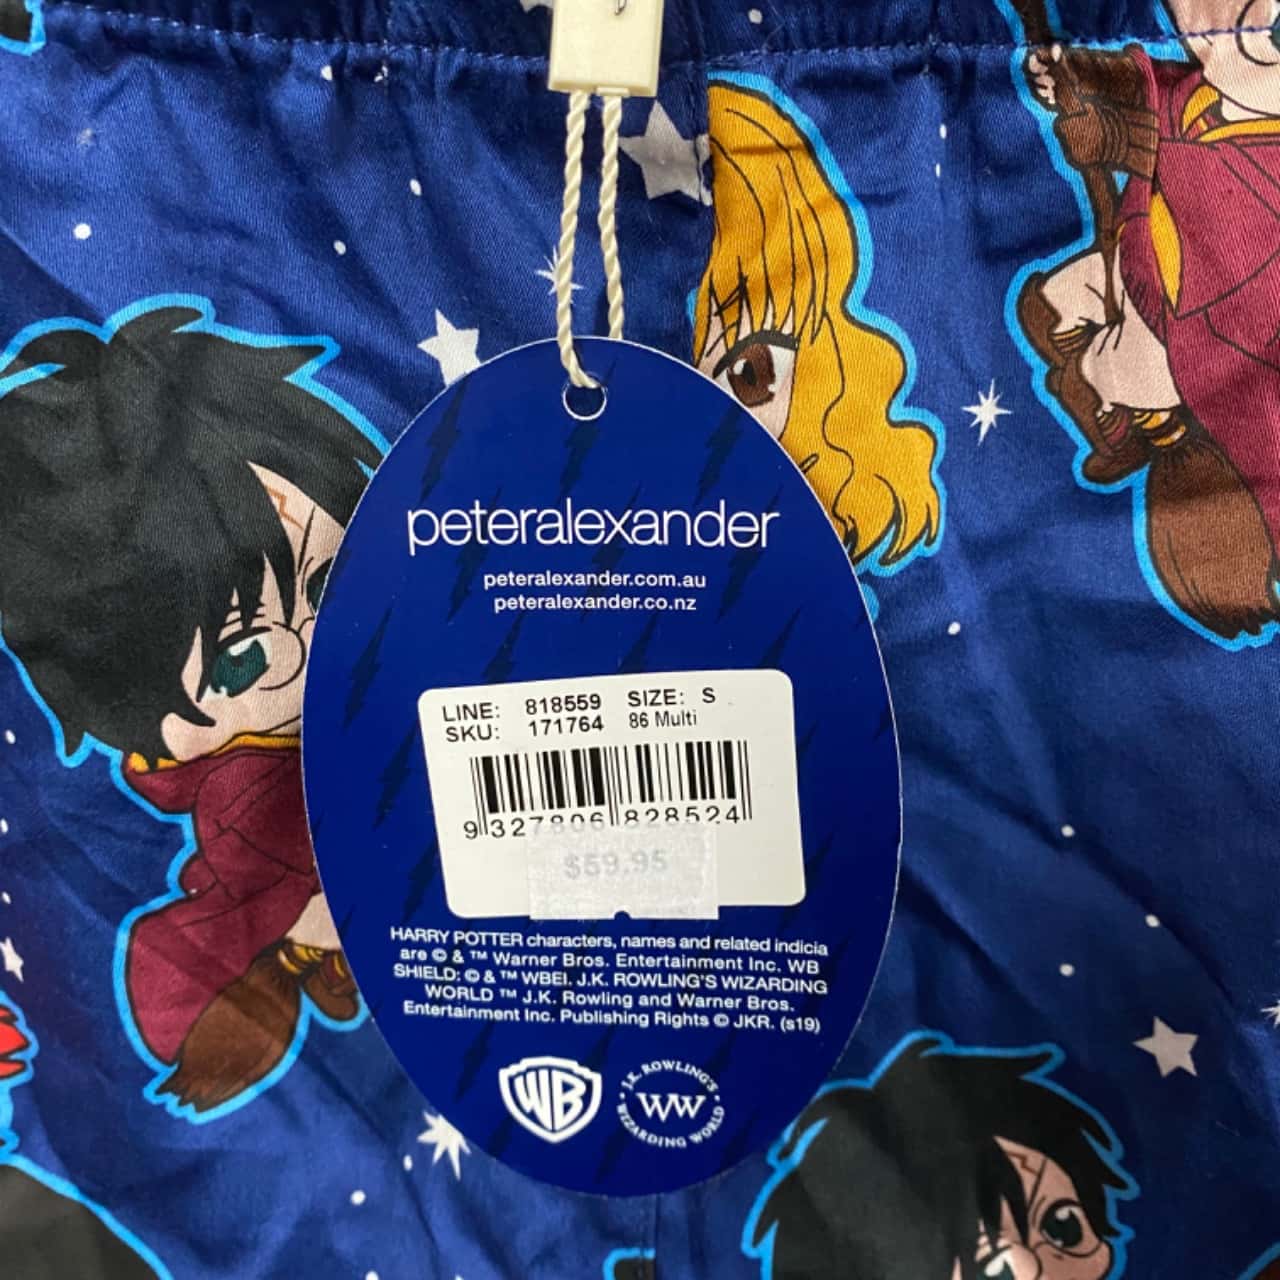 peteralexander
peteralexander.com.au
peteralexander.co.nz
LINE: 818559 SIZE: S
SKU: 171764 86 Multi
9 327806 828524
$59.95
HARRY POTTER characters, names and related indicia
are © & ™ Warner Bros. Entertainment Inc. WB
SHIELD: © & ™ WBEI. J.K. ROWLING'S WIZARDING
WORLD ™ J.K. Rowling and Warner Bros.
Entertainment Inc. Publishing Rights © JKR. (s19)
WB
J.K. ROWLING'S
WW
WIZARDING WORLD